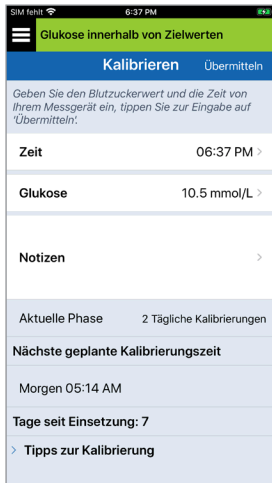 SIM fehlt 6:37 PM
Glukose innerhalb von Zielwerten
Kalibrieren Übermitteln
Geben Sie den Blutzuckerwert und die Zeit von
Ihrem Messgerät ein, tippen Sie zur Eingabe auf
'Übermitteln'.
Zeit 06:37 PM
Glukose 10.5 mmol/L
Notizen
Aktuelle Phase 2 Tägliche Kalibrierungen
Nächste geplante Kalibrierungszeit
Morgen 05:14 AM
Tage seit Einsetzung: 7
Tipps zur Kalibrierung